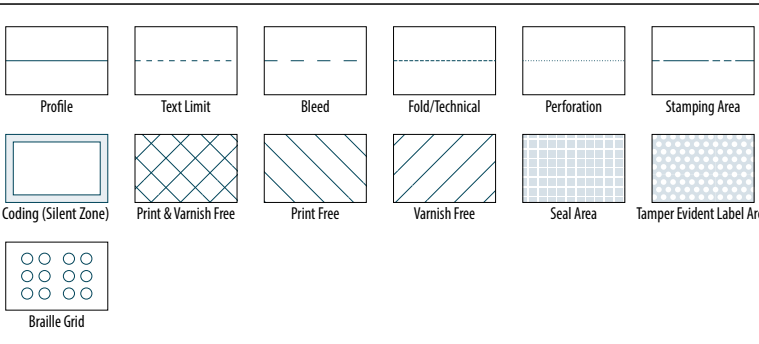 Profile
Text Limit
Bleed
Fold/Technical
Perforation
Stamping Area
Coding (Silent Zone)
Print & Varnish Free
Print Free
Varnish Free
Seal Area
Tamper Evident Label Are
Braille Grid